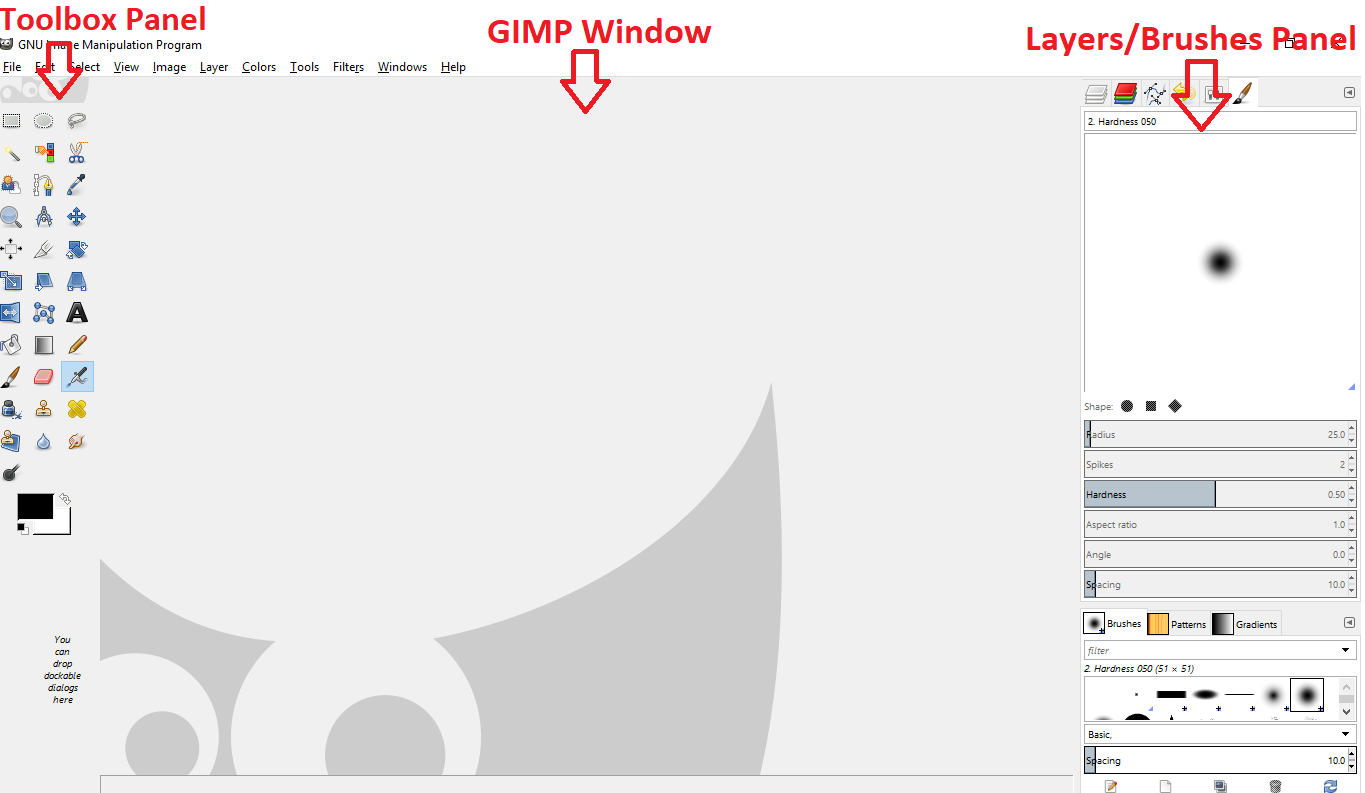 Toolbox Panel
GIMP Window
Layers/Brushes Panel
GNU Image Manipulation Program
File Edit Select View Image Layer Colors Tools Filters Windows Help
2. Hardness 050
Shape:
Radius 25.0
Spikes 2
Hardness 0.50
Aspect ratio 1.0
Angle 0.0
Spacing 10.0
You
can
drop
dockable
dialogs
here
Brushes Patterns Gradients
filter
2. Hardness 050 (51 × 51)
Basic,
Spacing 10.0